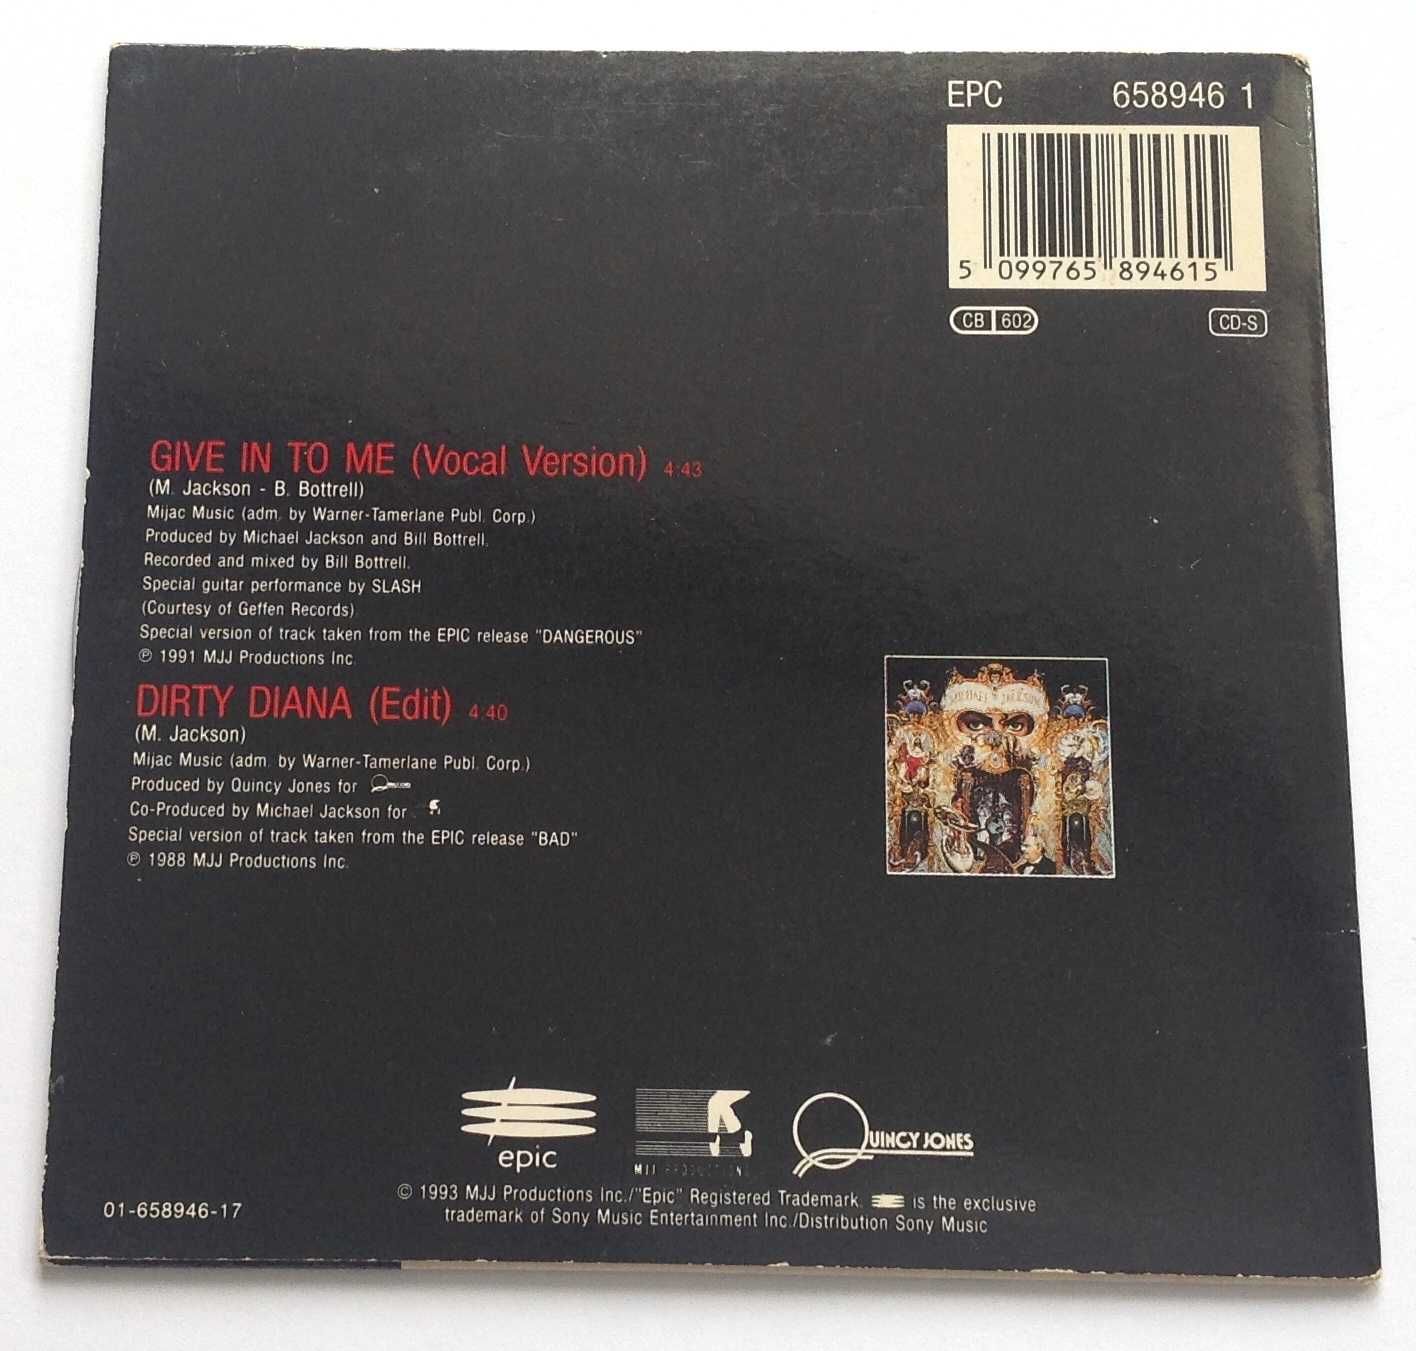 EPC 658946 1
5 099765 894615
CB 602 CD-S
GIVE IN TO ME (Vocal Version) 4:43
(M. Jackson - B. Bottrell)
Mijac Music (adm. by Warner-Tamerlane Publ. Corp.)
Produced by Michael Jackson and Bill Bottrell.
Recorded and mixed by Bill Bottrell.
Special guitar performance by SLASH
(Courtesy of Geffen Records)
Special version of track taken from the EPIC release "DANGEROUS"
℗ 1991 MJJ Productions Inc.
DIRTY DIANA (Edit) 4:40
(M. Jackson)
Mijac Music (adm. by Warner-Tamerlane Publ. Corp.)
Produced by Quincy Jones for
Co-Produced by Michael Jackson for
Special version of track taken from the EPIC release "BAD"
℗ 1988 MJJ Productions Inc.
MICHAEL JACKSON
epic
MJJ PRODUCTIONS
QUINCY JONES
© 1993 MJJ Productions Inc./"Epic" Registered Trademark. is the exclusive
trademark of Sony Music Entertainment Inc./Distribution Sony Music
01-658946-17